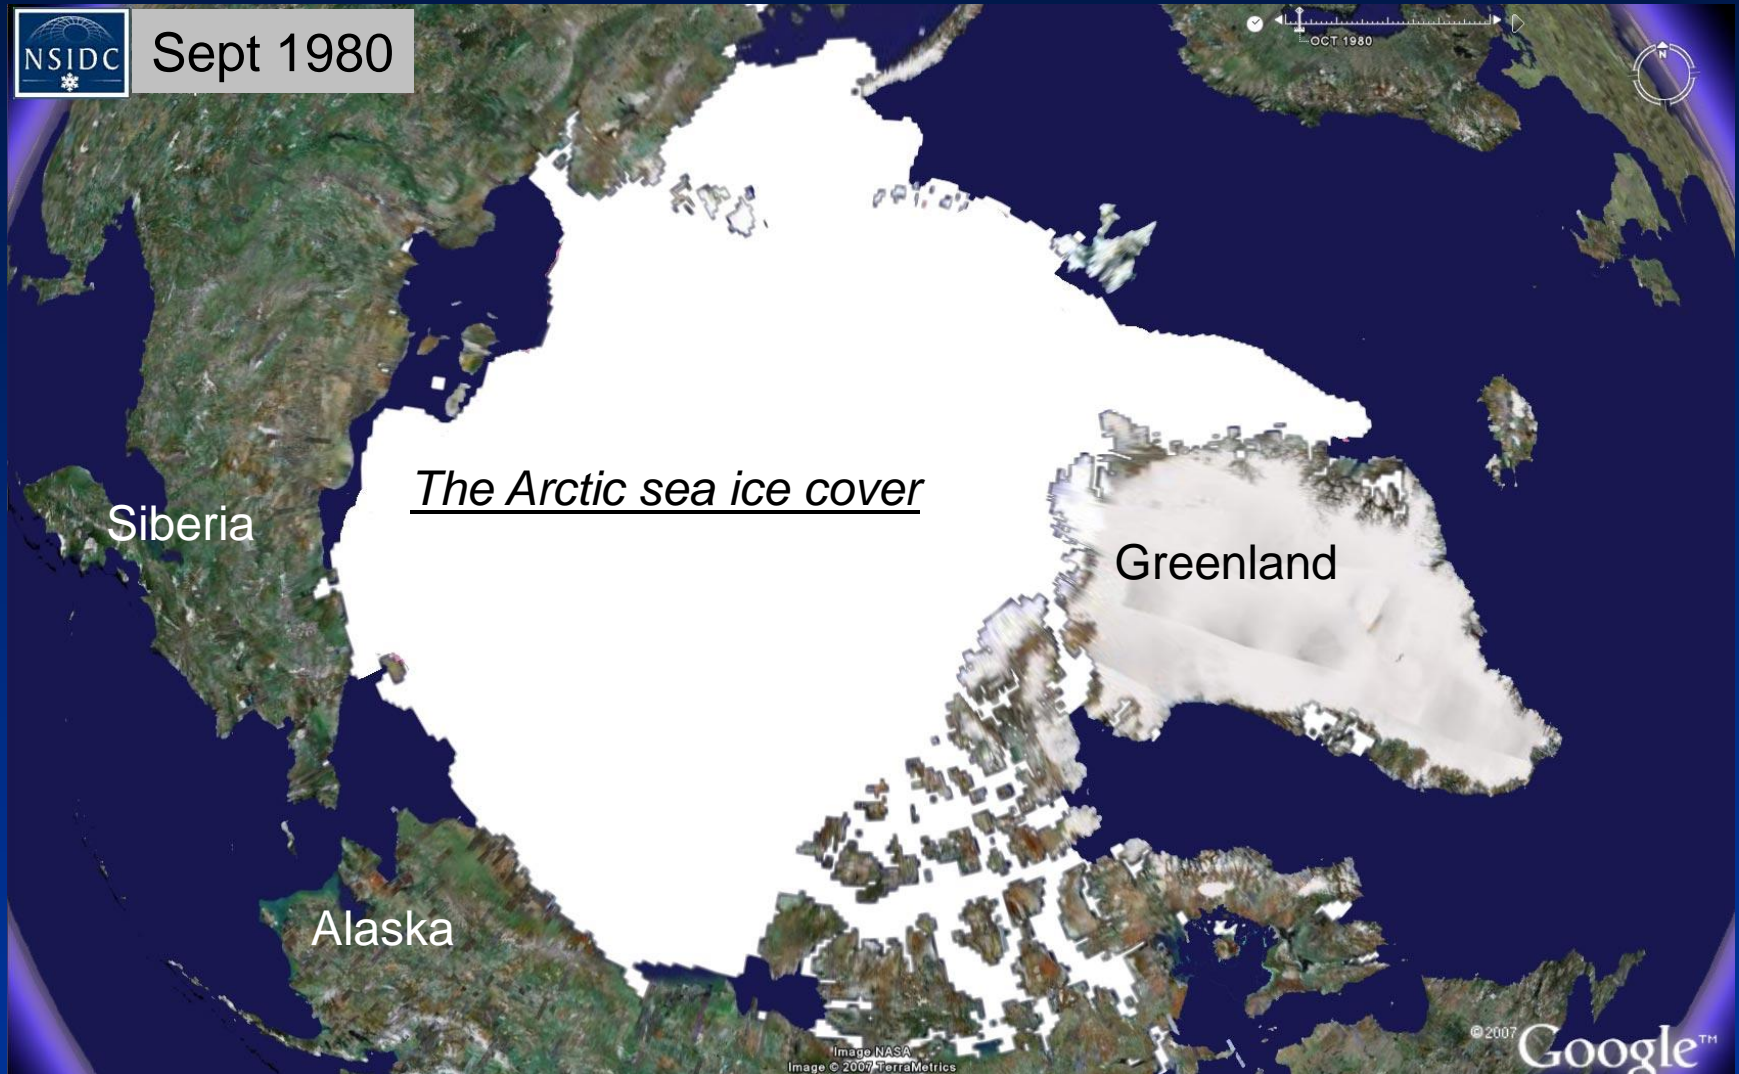 NSIDC
Sept 1980
OCT 1980
N
The Arctic sea ice cover
Siberia
Greenland
Alaska
Image NASA
Image © 2007 TerraMetrics
© 2007 Google™